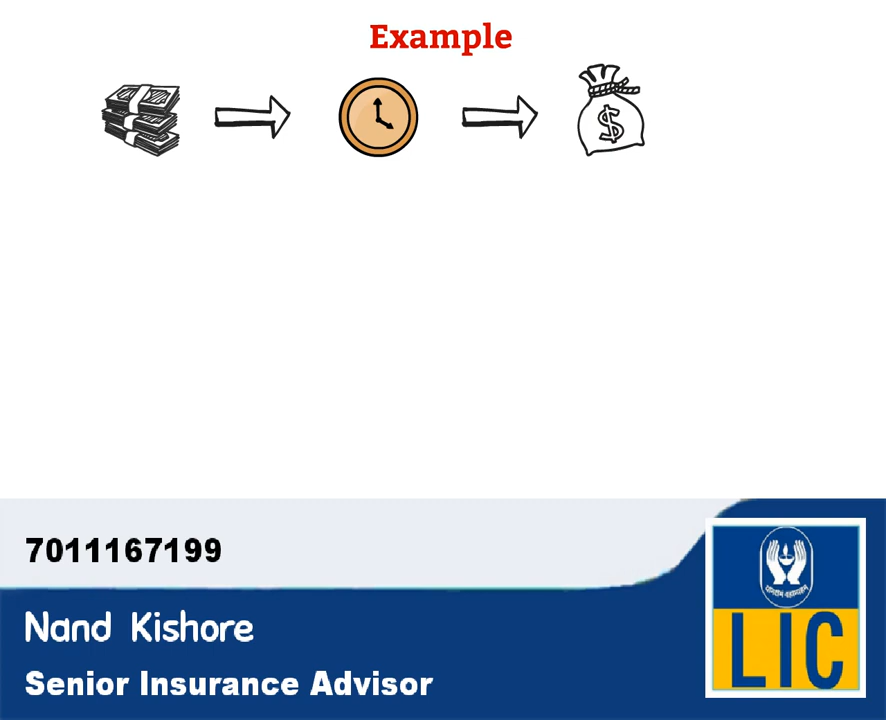 Example
$
7011167199
Nand Kishore
Senior Insurance Advisor
LIC